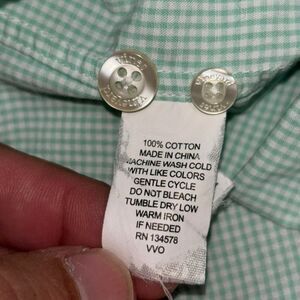 100% COTTON
MADE IN CHINA
MACHINE WASH COLD
WITH LIKE COLORS
GENTLE CYCLE
DO NOT BLEACH
TUMBLE DRY LOW
WARM IRON
IF NEEDED
RN 134578
VVO